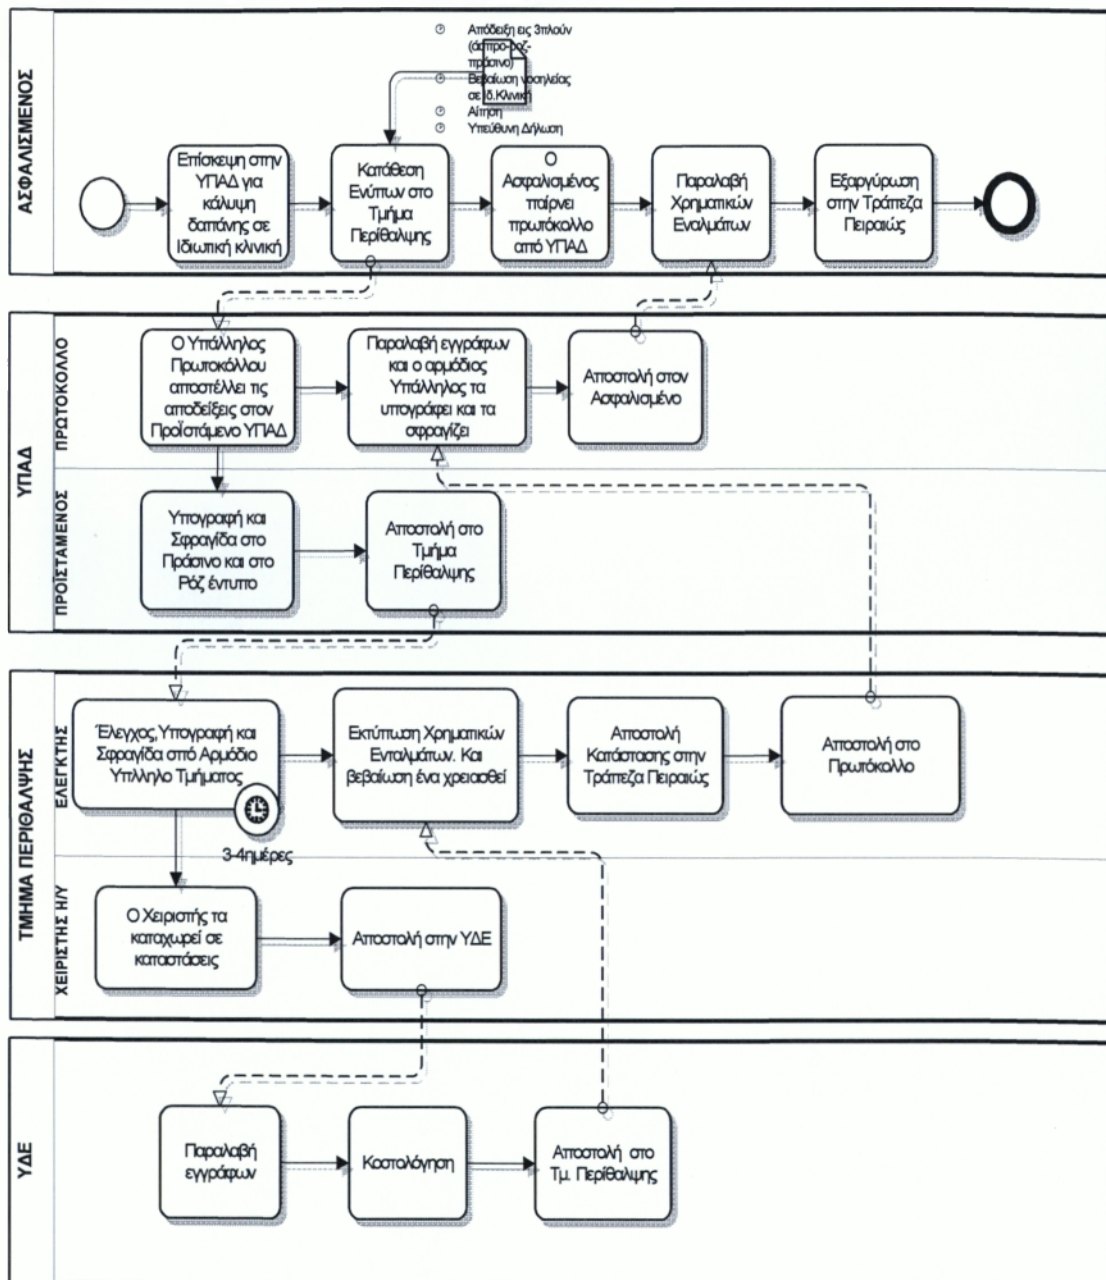 ΑΣΦΑΛΙΣΜΕΝΟΣ
Απόδειξη εις 3πλούν
(άσπρο-ροζ-
πράσινο)
Βεβαίωση νοσηλείας
σε Ιδ.Κλινική
Αίτηση
Υπεύθυνη Δήλωση
Επίσκεψη στην
ΥΠΑΔ για
κάλυψη
δαπάνης σε
Ιδιωτική κλινική
Κατάθεση
Ενύπων στο
Τμήμα
Περίθαλψης
Ο
Ασφαλισμένος
παίρνει
πρωτόκολλο
από ΥΠΑΔ
Παραλαβή
Χρηματικών
Εναλμάτων
Εξαργύρωση
στην Τράπεζα
Πειραιώς
ΥΠΑΔ
ΠΡΩΤΟΚΟΛΛΟ
Ο Υπάλληλος
Πρωτοκόλλου
αποστέλλει τις
αποδείξεις στον
Προϊστάμενο ΥΠΑΔ
Παραλαβή εγγράφων
και ο αρμόδιος
Υπάλληλος τα
υπογράφει και τα
σφραγίζει
Αποστολή στον
Ασφαλισμένο
ΠΡΟΪΣΤΑΜΕΝΟΣ
Υπογραφή και
Σφραγίδα στο
Πράσινο και στο
Ρόζ έντυπο
Αποστολή στο
Τμήμα
Περίθαλψης
ΤΜΗΜΑ ΠΕΡΙΘΑΛΨΗΣ
ΕΛΕΓΚΤΗΣ
Έλεγχος,Υπογραφή και
Σφραγίδα σπό Αρμόδιο
Υπλληλο Τμήματος
3-4ημέρες
Εκτύπωση Χρηματικών
Ενταλμάτων. Και
βεβαίωση ένα χρειασθεί
Αποστολή
Κατάστασης στην
Τράπεζα Πειραιώς
Αποστολή στο
Πρωτόκολλο
ΧΕΙΡΙΣΤΗΣ Η/Υ
Ο Χειριστής τα
καταχωρεί σε
καταστάσεις
Αποστολή στην ΥΔΕ
ΥΔΕ
Παραλαβή
εγγράφων
Κοστολόγηση
Αποστολή στο
Τμ. Περίθαλψης